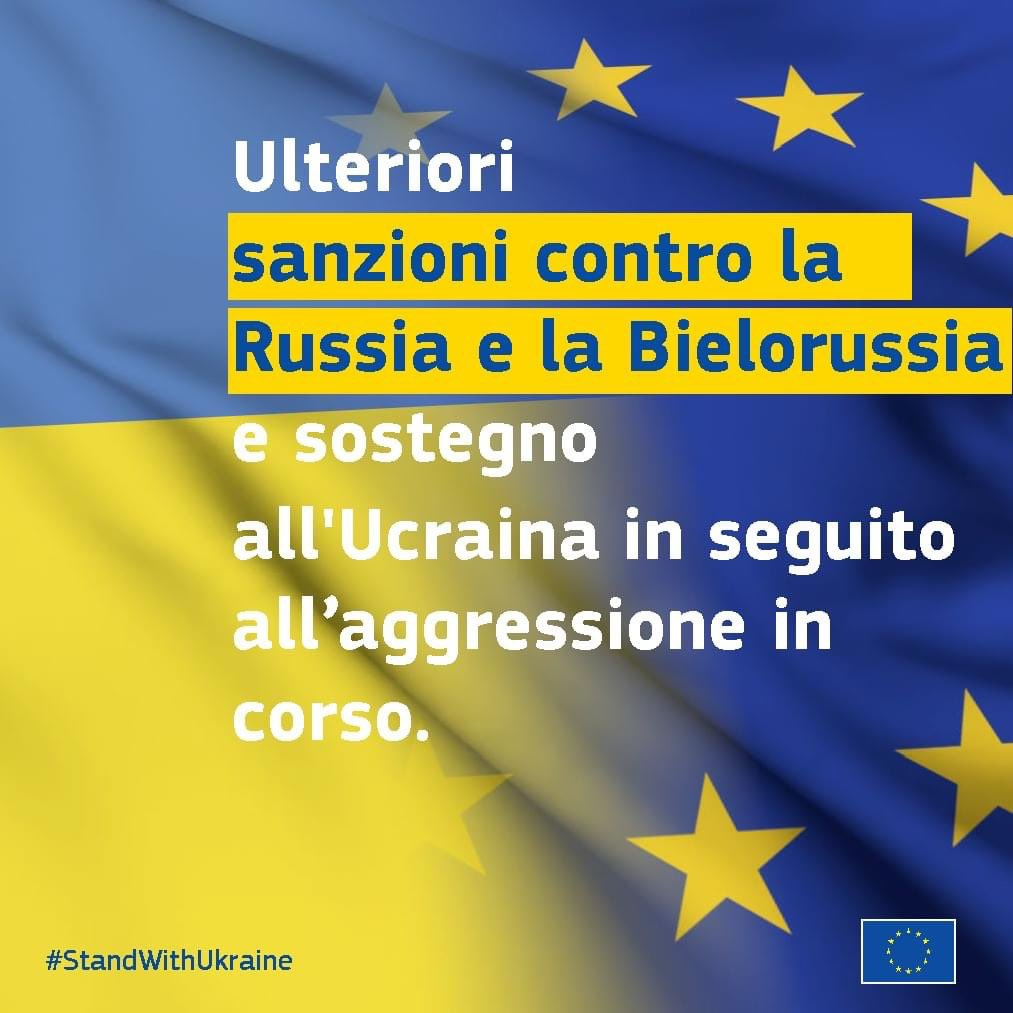 Ulteriori
sanzioni contro la
Russia e la Bielorussia
e sostegno
all'Ucraina in seguito
all’aggressione in
corso.
#StandWithUkraine